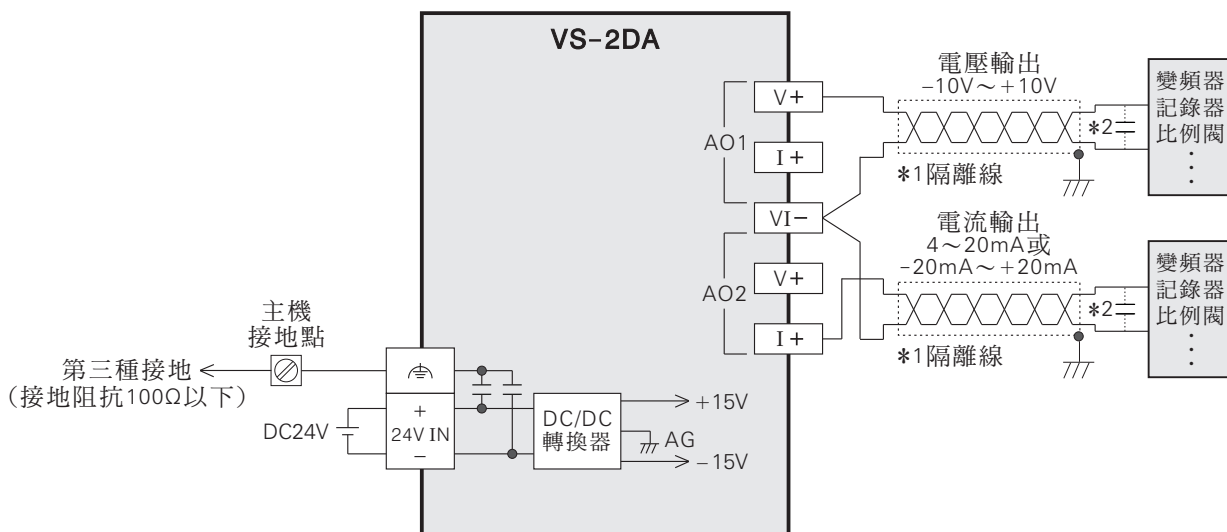 VS-2DA
電壓輸出
-10V～+10V
AO1
V+
I+
VI-
*1隔離線
*2
變頻器
記錄器
比例閥
⋮
電流輸出
4～20mA或
-20mA～+20mA
AO2
V+
I+
*1隔離線
*2
變頻器
記錄器
比例閥
⋮
主機
接地點
第三種接地
(接地阻抗100Ω以下)
DC24V
+
24V IN
-
DC/DC
轉換器
+15V
AG
-15V